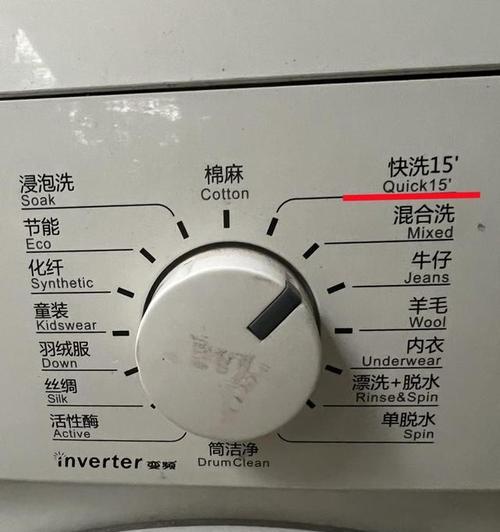 棉麻
Cotton
浸泡洗
Soak
节能
Eco
化纤
Synthetic
童装
Kidswear
羽绒服
Down
丝绸
Silk
活性酶
Active
快洗15'
Quick15'
混合洗
Mixed
牛仔
Jeans
羊毛
Wool
内衣
Underwear
漂洗+脱水
Rinse&Spin
单脱水
Spin
筒洁净
DrumClean
inverter 变频